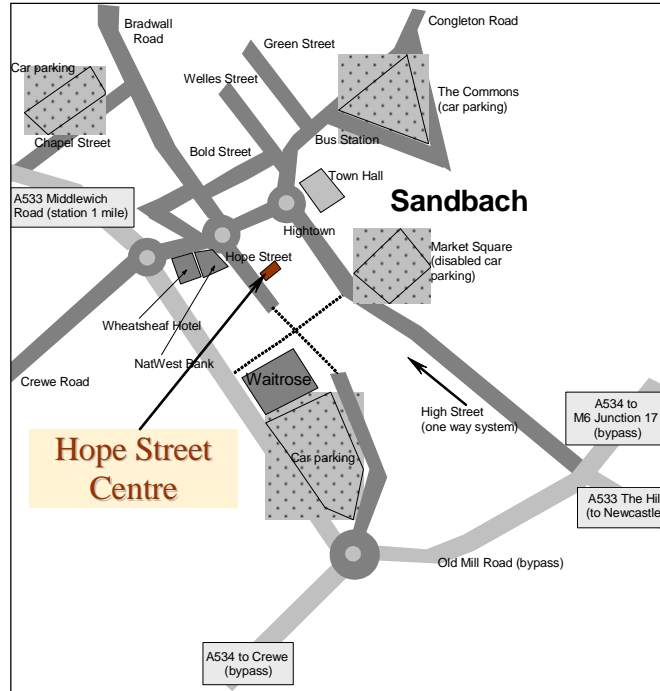 Congleton Road
Bradwall
Road
Green Street
Car parking
Welles Street
The Commons
(car parking)
Bus Station
Chapel Street
Bold Street
Town Hall
A533 Middlewich
Road (station 1 mile)
Sandbach
Hightown
Market Square
(disabled car
parking)
Hope Street
Wheatsheaf Hotel
NatWest Bank
Crewe Road
Waitrose
High Street
(one way system)
A534 to
M6 Junction 17
(bypass)
Hope Street
Centre
Car parking
A533 The Hil
(to Newcastle
Old Mill Road (bypass)
A534 to Crewe
(bypass)